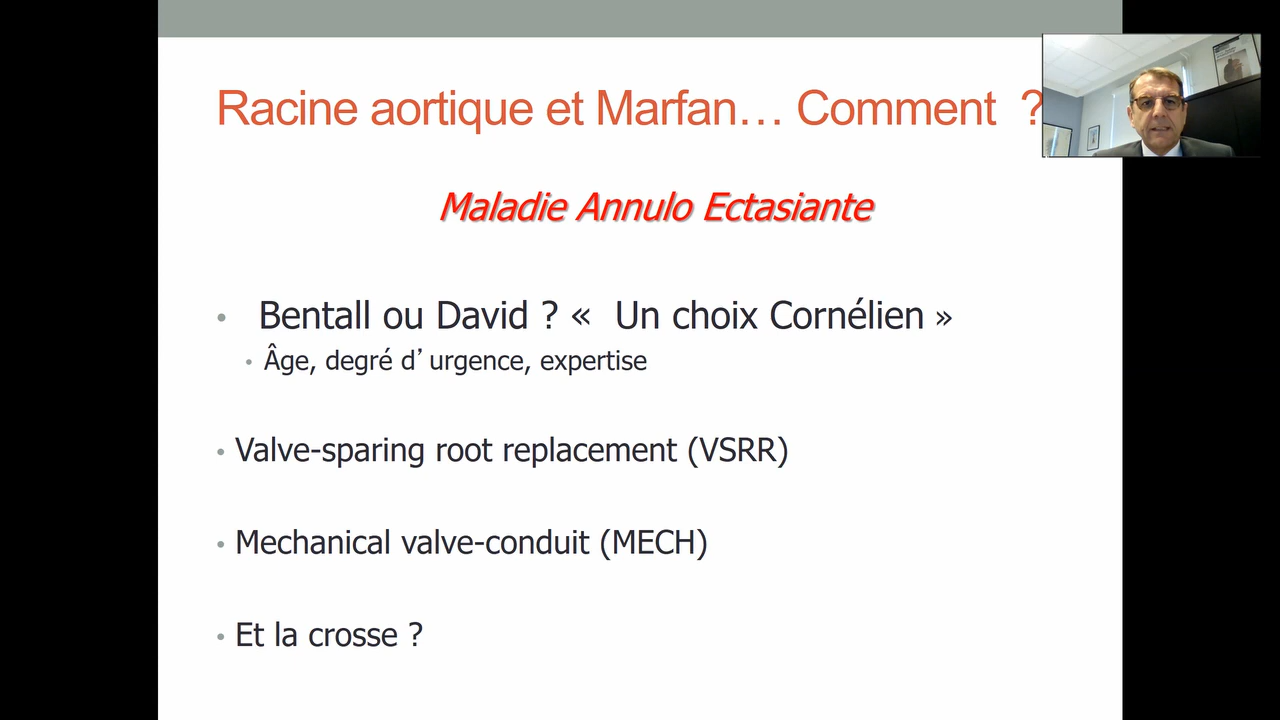 Racine aortique et Marfan… Comment ?
Maladie Annulo Ectasiante
• Bentall ou David ? « Un choix Cornélien »
• Âge, degré d’ urgence, expertise
• Valve-sparing root replacement (VSRR)
• Mechanical valve-conduit (MECH)
• Et la crosse ?